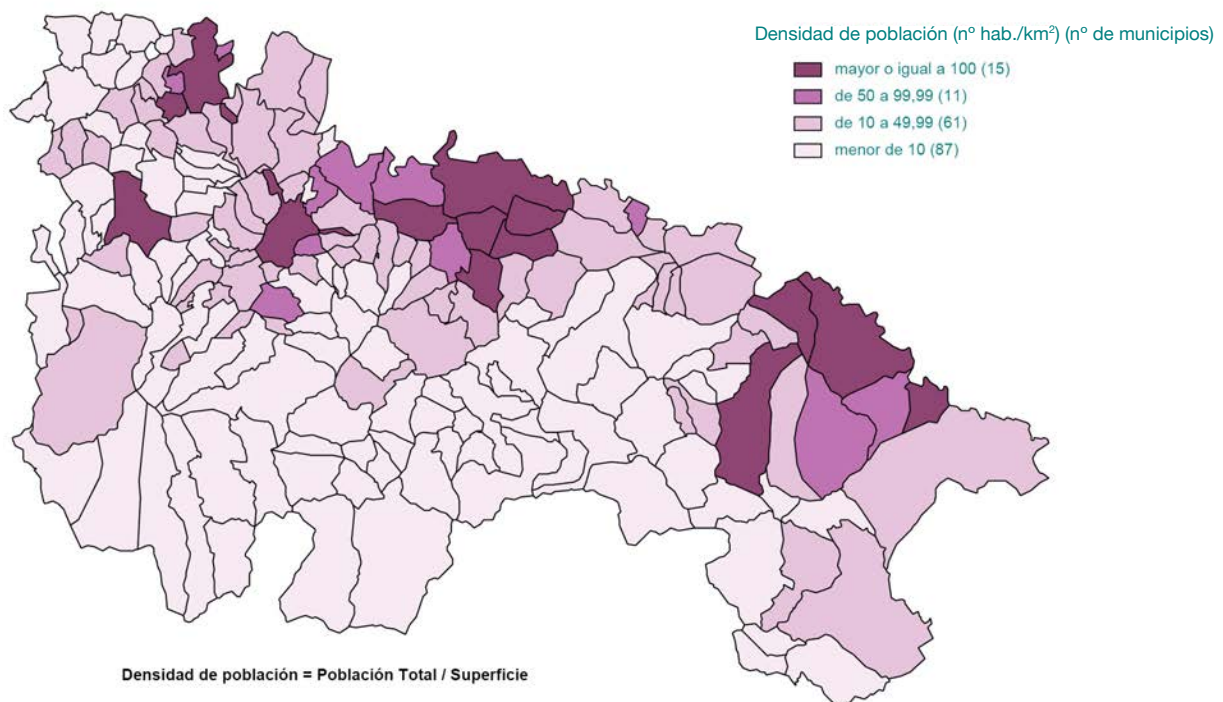 Densidad de población (nº hab./km²) (nº de municipios)
mayor o igual a 100 (15)
de 50 a 99,99 (11)
de 10 a 49,99 (61)
menor de 10 (87)
Densidad de población = Población Total / Superficie